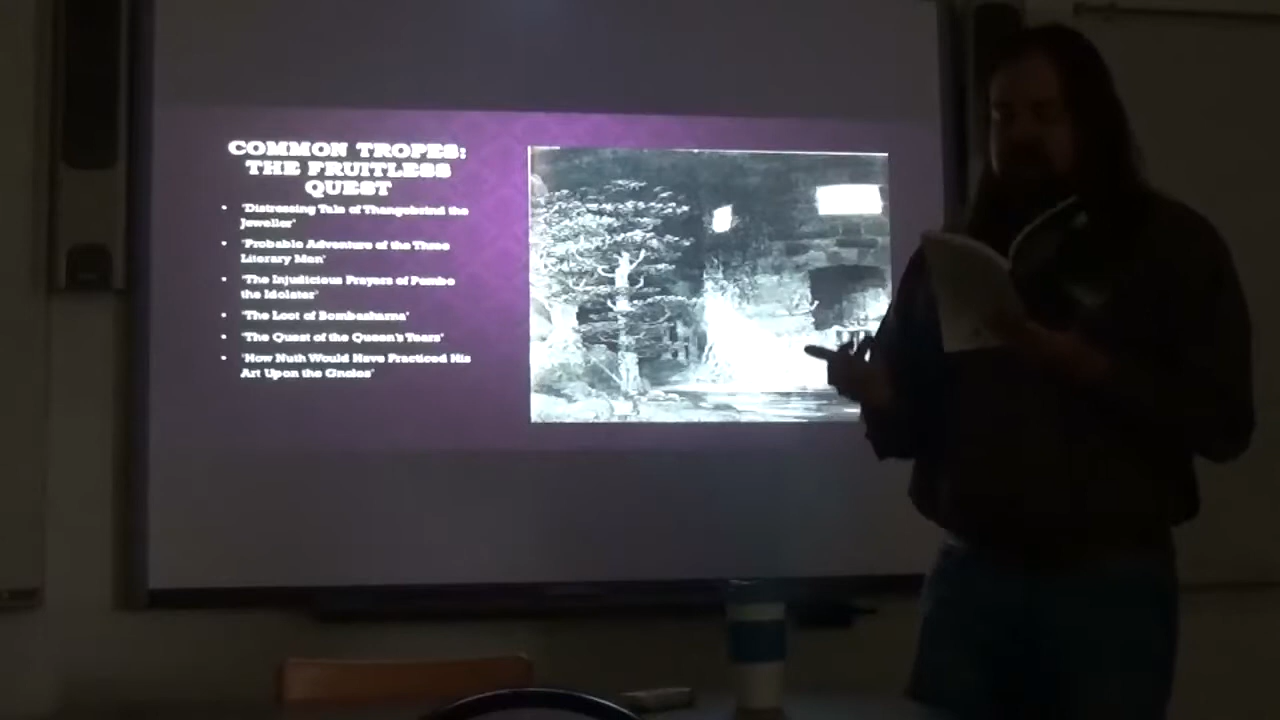 COMMON TROPES:
THE FRUITLESS
QUEST
• 'Distressing Tale of Thangobrind the
Jeweller'
• 'Probable Adventure of the Three
Literary Men'
• 'The Injudicious Prayers of Pombo
the Idolater'
• 'The Loot of Bombasharna'
• 'The Quest of the Queen's Tears'
• 'How Nuth Would Have Practiced His
Art Upon the Gnoles'